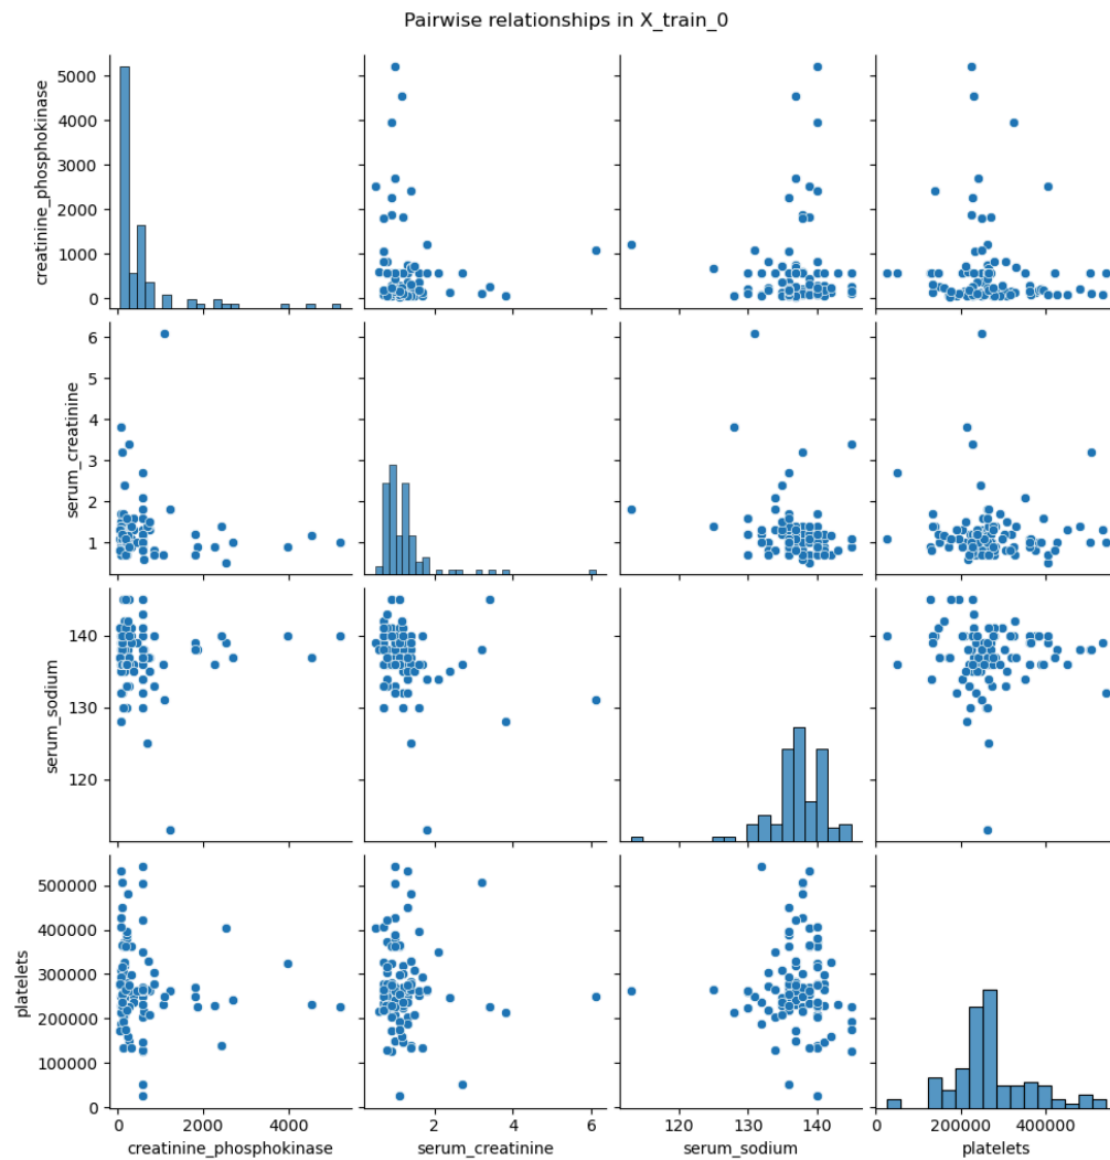 Pairwise relationships in X_train_0
creatinine_phosphokinase
5000
4000
3000
2000
1000
0
serum_creatinine
6
5
4
3
2
1
serum_sodium
140
130
120
platelets
500000
400000
300000
200000
100000
0
0 2000 4000
2 4 6
120 130 140
0 200000 400000
creatinine_phosphokinase
serum_creatinine
serum_sodium
platelets